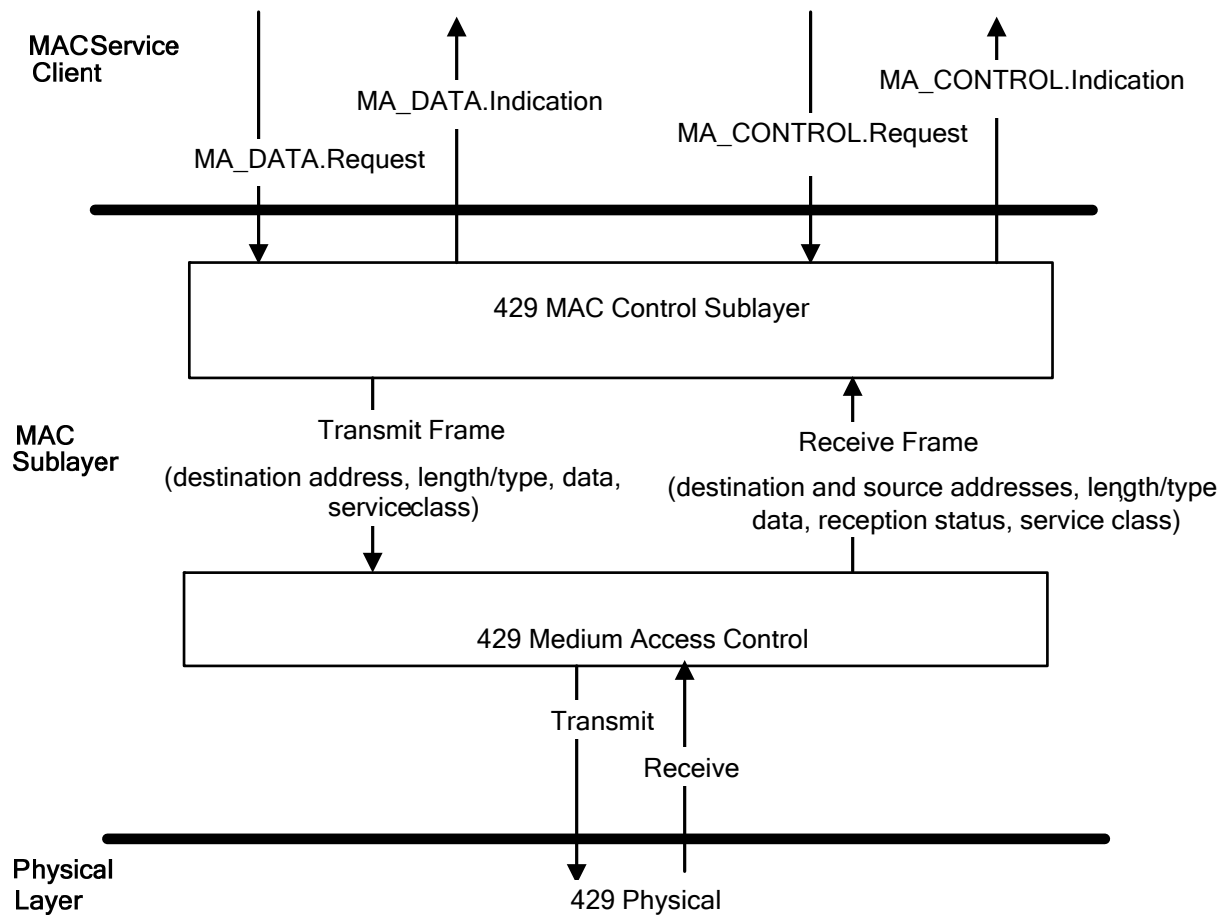 MACService
Client
MA_DATA.Indication
MA_CONTROL.Indication
MA_DATA.Request
MA_CONTROL.Request
429 MAC Control Sublayer
MAC
Sublayer
Transmit Frame
(destination address, length/type, data,
serviceclass)
Receive Frame
(destination and source addresses, length/type,
data, reception status, service class)
429 Medium Access Control
Transmit
Receive
Physical
Layer
429 Physical